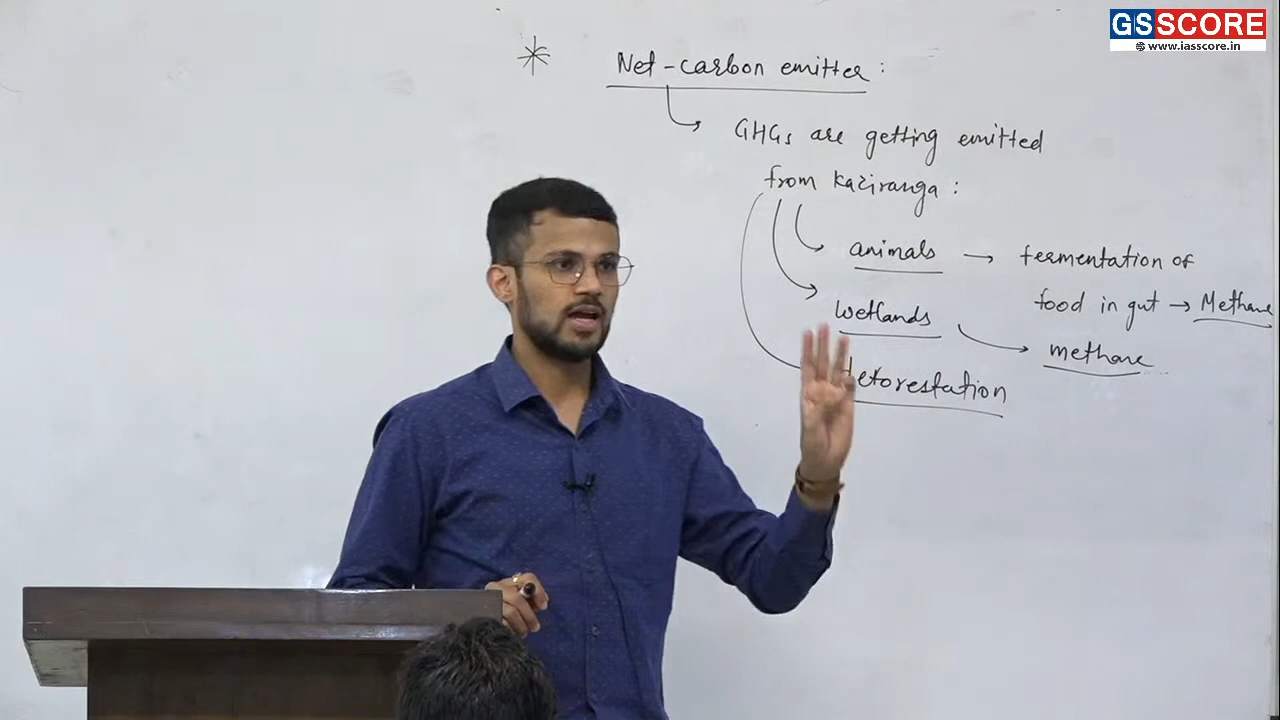 GSSCORE
www.iasscore.in
* Net-carbon emitter:
GHGs are getting emitted
from Kaziranga:
animals → fermentation of
food in gut → Methane
wetlands
methane.....
deforestation